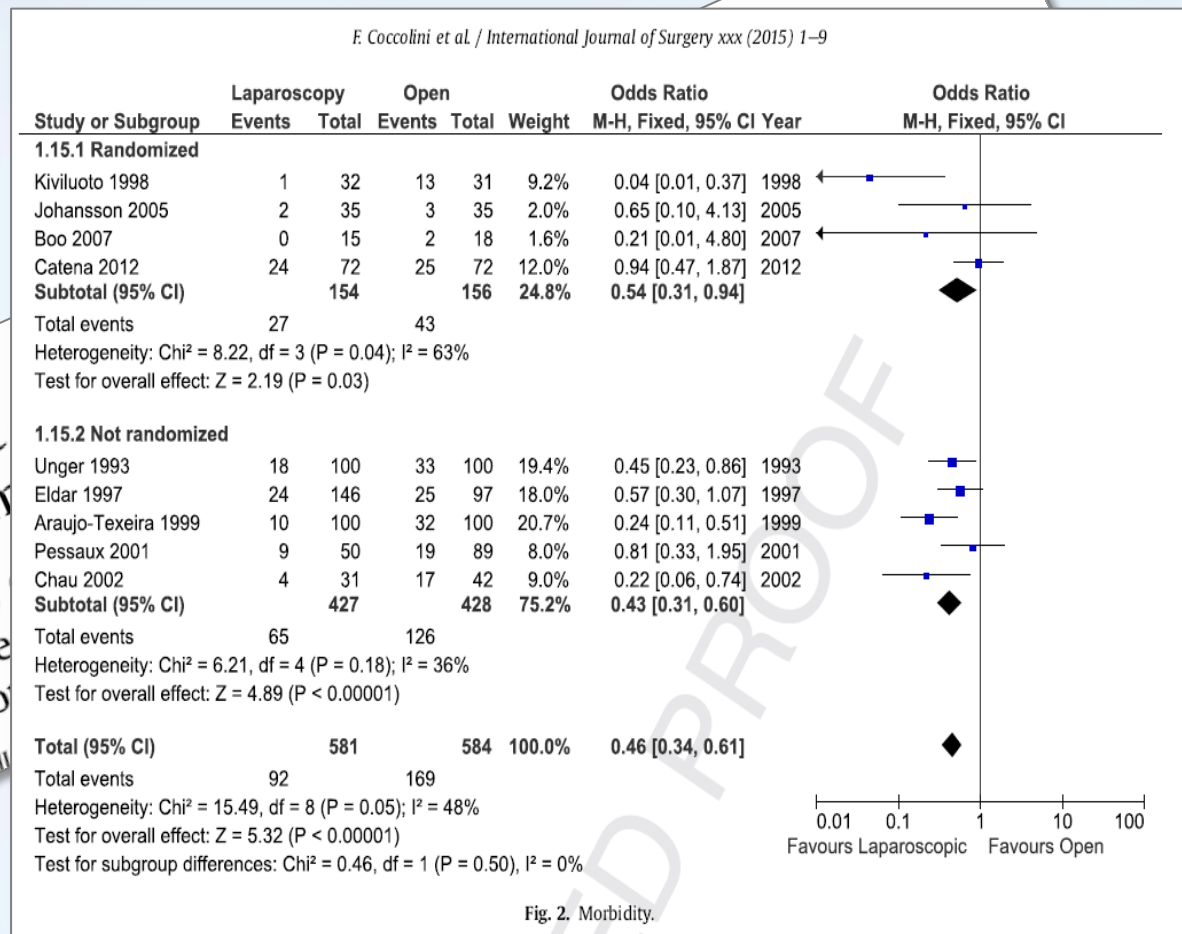 F. Coccolini et al. / International Journal of Surgery xxx (2015) 1–9
Laparoscopy Open Odds Ratio Odds Ratio
Study or Subgroup Events Total Events Total Weight M-H, Fixed, 95% CI Year M-H, Fixed, 95% CI
1.15.1 Randomized
Kiviluoto 1998 1 32 13 31 9.2% 0.04 [0.01, 0.37] 1998
Johansson 2005 2 35 3 35 2.0% 0.65 [0.10, 4.13] 2005
Boo 2007 0 15 2 18 1.6% 0.21 [0.01, 4.80] 2007
Catena 2012 24 72 25 72 12.0% 0.94 [0.47, 1.87] 2012
Subtotal (95% CI) 154 156 24.8% 0.54 [0.31, 0.94]
Total events 27 43
Heterogeneity: Chi² = 8.22, df = 3 (P = 0.04); I² = 63%
Test for overall effect: Z = 2.19 (P = 0.03)
1.15.2 Not randomized
Unger 1993 18 100 33 100 19.4% 0.45 [0.23, 0.86] 1993
Eldar 1997 24 146 25 97 18.0% 0.57 [0.30, 1.07] 1997
Araujo-Texeira 1999 10 100 32 100 20.7% 0.24 [0.11, 0.51] 1999
Pessaux 2001 9 50 19 89 8.0% 0.81 [0.33, 1.95] 2001
Chau 2002 4 31 17 42 9.0% 0.22 [0.06, 0.74] 2002
Subtotal (95% CI) 427 428 75.2% 0.43 [0.31, 0.60]
Total events 65 126
Heterogeneity: Chi² = 6.21, df = 4 (P = 0.18); I² = 36%
Test for overall effect: Z = 4.89 (P < 0.00001)
Total (95% CI) 581 584 100.0% 0.46 [0.34, 0.61]
Total events 92 169
Heterogeneity: Chi² = 15.49, df = 8 (P = 0.05); I² = 48%
Test for overall effect: Z = 5.32 (P < 0.00001)
Test for subgroup differences: Chi² = 0.46, df = 1 (P = 0.50), I² = 0%
0.01 0.1 1 10 100
Favours Laparoscopic Favours Open
Fig. 2. Morbidity.
ED PROOF